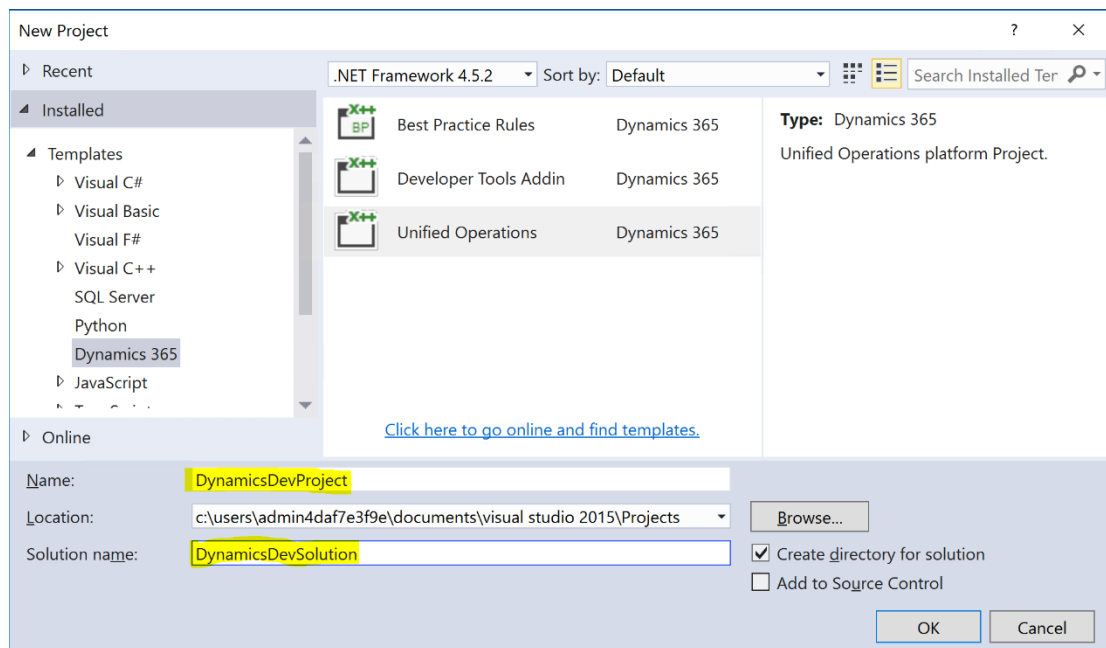 New Project ?
Recent
.NET Framework 4.5.2 Sort by: Default Search Installed Ter
Installed
Templates
Visual C#
Visual Basic
Visual F#
Visual C++
SQL Server
Python
Dynamics 365
JavaScript
Online
X++ BP Best Practice Rules Dynamics 365
X++ Developer Tools Addin Dynamics 365
X++ Unified Operations Dynamics 365
Click here to go online and find templates.
Type: Dynamics 365
Unified Operations platform Project.
Name: DynamicsDevProject
Location: c:\users\admin4daf7e3f9e\documents\visual studio 2015\Projects Browse...
Solution name: DynamicsDevSolution Create directory for solution
Add to Source Control
OK Cancel